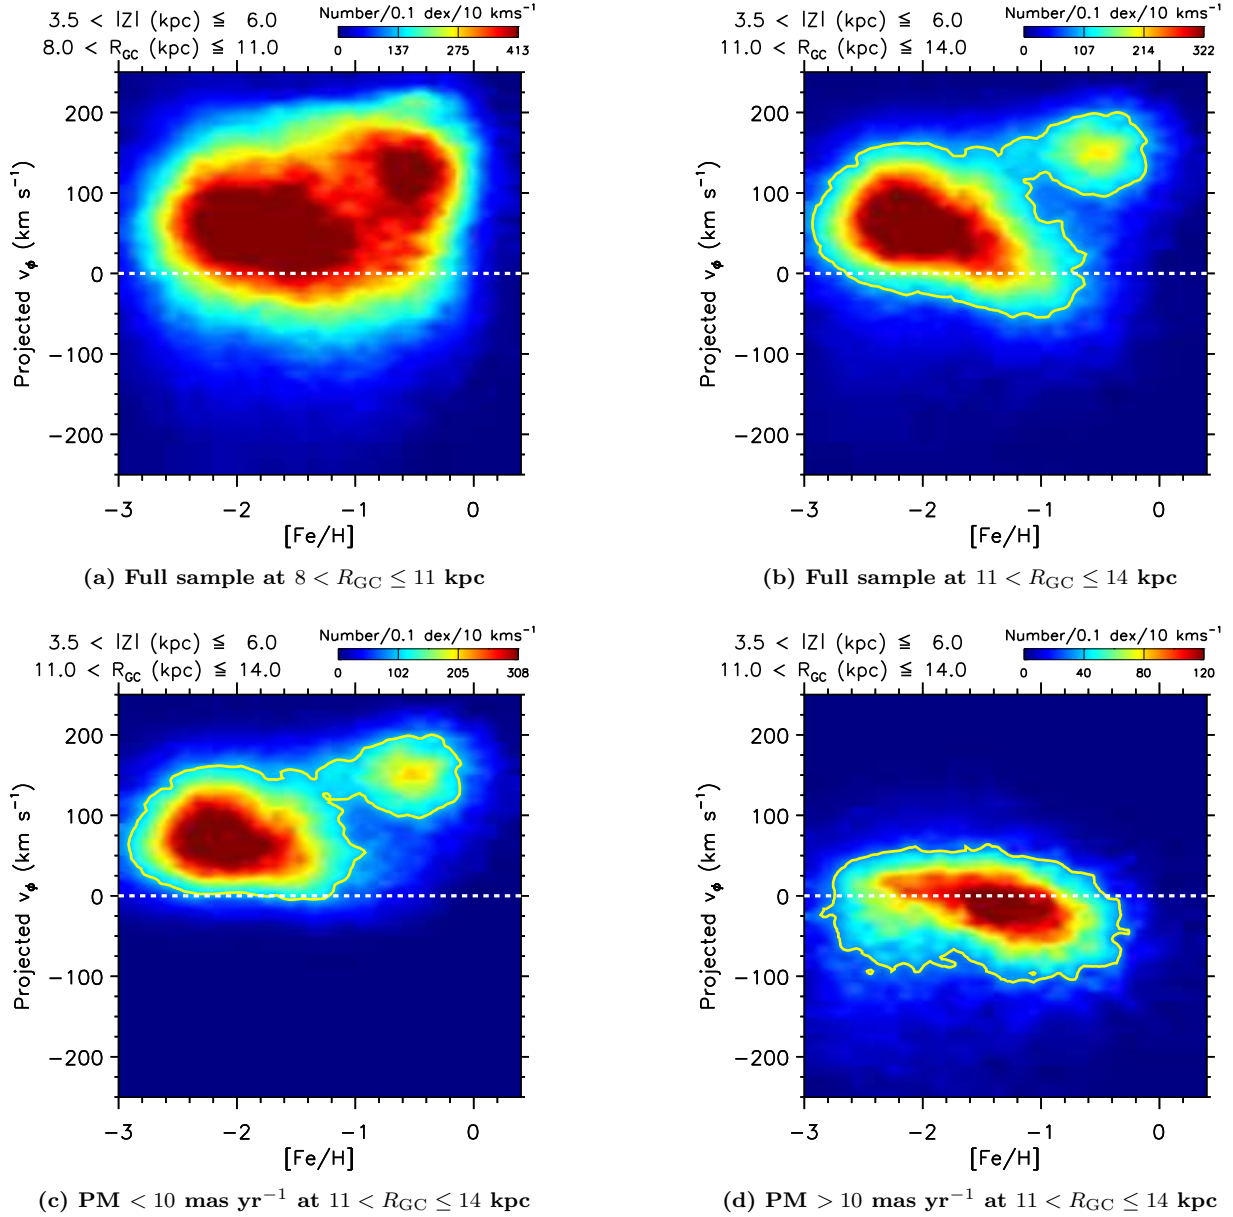 3.5 < |Z| (kpc) ≦ 6.0
8.0 < R_GC (kpc) ≦ 11.0
Number/0.1 dex/10 kms⁻¹
0 137 275 413
200
100
0
−100
−200
Projected v_ϕ (km s⁻¹)
−3 −2 −1 0
[Fe/H]
(a) Full sample at 8 < R_GC ≤ 11 kpc
3.5 < |Z| (kpc) ≦ 6.0
11.0 < R_GC (kpc) ≦ 14.0
Number/0.1 dex/10 kms⁻¹
0 107 214 322
200
100
0
−100
−200
Projected v_ϕ (km s⁻¹)
−3 −2 −1 0
[Fe/H]
(b) Full sample at 11 < R_GC ≤ 14 kpc
3.5 < |Z| (kpc) ≦ 6.0
11.0 < R_GC (kpc) ≦ 14.0
Number/0.1 dex/10 kms⁻¹
0 102 205 308
200
100
0
−100
−200
Projected v_ϕ (km s⁻¹)
−3 −2 −1 0
[Fe/H]
(c) PM < 10 mas yr⁻¹ at 11 < R_GC ≤ 14 kpc
3.5 < |Z| (kpc) ≦ 6.0
11.0 < R_GC (kpc) ≦ 14.0
Number/0.1 dex/10 kms⁻¹
0 40 80 120
200
100
0
−100
−200
Projected v_ϕ (km s⁻¹)
−3 −2 −1 0
[Fe/H]
(d) PM > 10 mas yr⁻¹ at 11 < R_GC ≤ 14 kpc